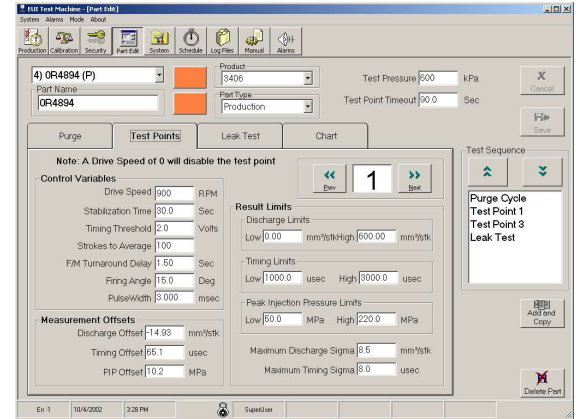 EUI Test Machine - [Part Edit]
System Alarms Mode About
Production Calibration Security Part Edit System Schedule Log Files Manual Alarms
4) 0R4894 (P)
Part Name
0R4894
Product
3406
Part Type
Production
Test Pressure 600 kPa
Test Point Timeout 90.0 Sec
Cancel
Save
Purge Test Points Leak Test Chart
Note: A Drive Speed of 0 will disable the test point
Control Variables
Drive Speed 900 RPM
Stabilization Time 30.0 Sec
Timing Threshold 2.0 Volts
Strokes to Average 100
F/M Turnaround Delay 1.50 Sec
Firing Angle 15.0 Deg
PulseWidth 3.000 msec
Measurement Offsets
Discharge Offset -14.93 mm³/stk
Timing Offset 65.1 usec
PIP Offset 10.2 MPa
Prev 1 Next
Result Limits
Discharge Limits
Low 0.00 mm³/stk High 600.00 mm³/stk
Timing Limits
Low 1000.0 usec High 3000.0 usec
Peak Injection Pressure Limits
Low 50.0 MPa High 220.0 MPa
Maximum Discharge Sigma 8.5 mm³/stk
Maximum Timing Sigma 8.0 usec
Test Sequence
Purge Cycle
Test Point 1
Test Point 3
Leak Test
Add and
Copy
Delete Part
Err -1 10/4/2002 3:28 PM SuperUser